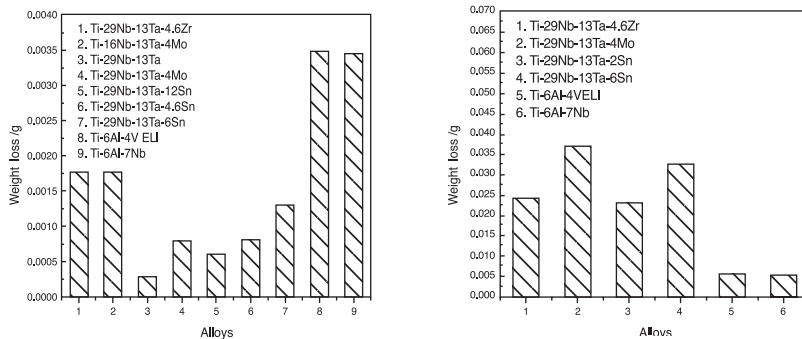 0.0040
0.0035
0.0030
0.0025
0.0020
0.0015
0.0010
0.0005
0.0000
Weight loss /g
1. Ti-29Nb-13Ta-4.6Zr
2. Ti-16Nb-13Ta-4Mo
3. Ti-29Nb-13Ta
4. Ti-29Nb-13Ta-4Mo
5. Ti-29Nb-13Ta-12Sn
6. Ti-29Nb-13Ta-4.6Sn
7. Ti-29Nb-13Ta-6Sn
8. Ti-6Al-4V ELI
9. Ti-6Al-7Nb
1 2 3 4 5 6 7 8 9
Alloys
0.070
0.065
0.060
0.055
0.050
0.045
0.040
0.035
0.030
0.025
0.020
0.015
0.010
0.005
0.000
Weight loss /g
1. Ti-29Nb-13Ta-4.6Zr
2. Ti-29Nb-13Ta-4Mo
3. Ti-29Nb-13Ta-2Sn
4. Ti-29Nb-13Ta-6Sn
5. Ti-6Al-4VELI
6. Ti-6Al-7Nb
1 2 3 4 5 6
Alloys